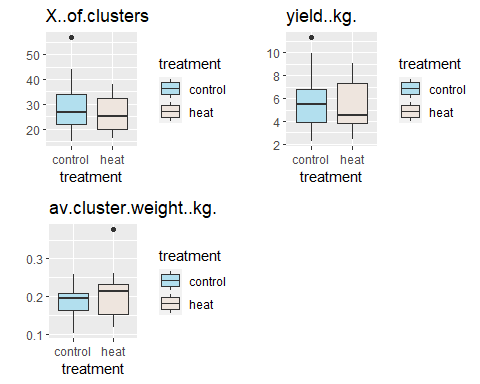 X..of.clusters
50
40
30
20
control heat
treatment
treatment
control
heat
yield..kg.
10
8
6
4
2
control heat
treatment
treatment
control
heat
av.cluster.weight..kg.
0.3
0.2
0.1
control heat
treatment
treatment
control
heat